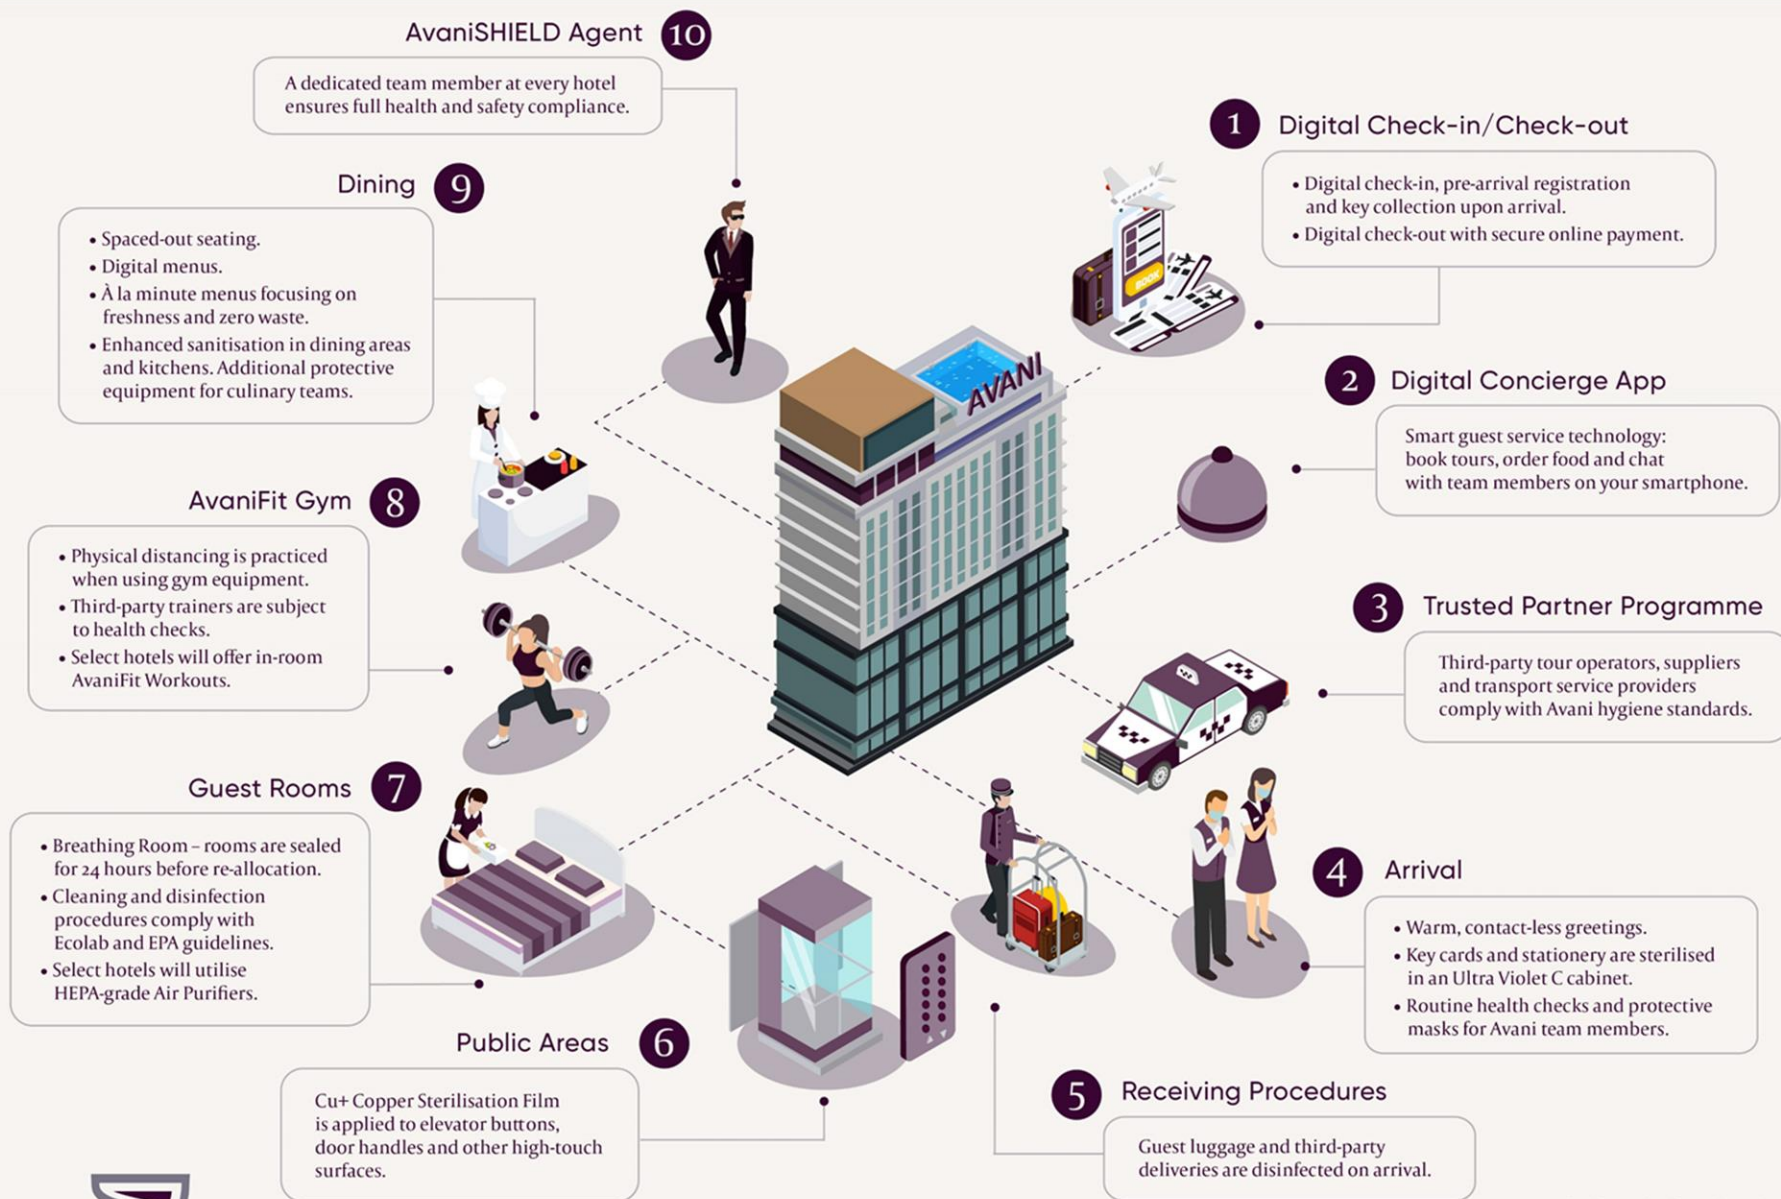 AvaniSHIELD Agent 10
A dedicated team member at every hotel
ensures full health and safety compliance.
1 Digital Check-in/Check-out
• Digital check-in, pre-arrival registration
and key collection upon arrival.
• Digital check-out with secure online payment.
BOOK
Dining 9
• Spaced-out seating.
• Digital menus.
• À la minute menus focusing on
freshness and zero waste.
• Enhanced sanitisation in dining areas
and kitchens. Additional protective
equipment for culinary teams.
AVANI
2 Digital Concierge App
Smart guest service technology:
book tours, order food and chat
with team members on your smartphone.
AvaniFit Gym 8
• Physical distancing is practiced
when using gym equipment.
• Third-party trainers are subject
to health checks.
• Select hotels will offer in-room
AvaniFit Workouts.
3 Trusted Partner Programme
Third-party tour operators, suppliers
and transport service providers
comply with Avani hygiene standards.
Guest Rooms 7
• Breathing Room – rooms are sealed
for 24 hours before re-allocation.
• Cleaning and disinfection
procedures comply with
Ecolab and EPA guidelines.
• Select hotels will utilise
HEPA-grade Air Purifiers.
4 Arrival
• Warm, contact-less greetings.
• Key cards and stationery are sterilised
in an Ultra Violet C cabinet.
• Routine health checks and protective
masks for Avani team members.
Public Areas 6
Cu+ Copper Sterilisation Film
is applied to elevator buttons,
door handles and other high-touch
surfaces.
5 Receiving Procedures
Guest luggage and third-party
deliveries are disinfected on arrival.